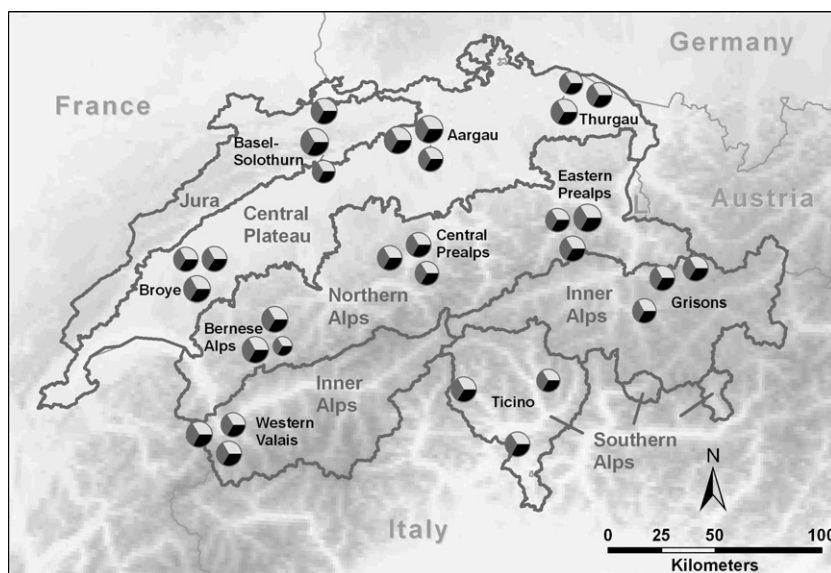 Germany
France
Thurgau
Basel-
Solothurn
Aargau
Eastern
Prealps
Jura
Austria
Central
Plateau
Central
Prealps
Broye
Northern
Alps
Inner
Alps
Grisons
Bernese
Alps
Inner
Alps
Ticino
Western
Valais
Southern
Alps
N
Italy
0 25 50 100
Kilometers